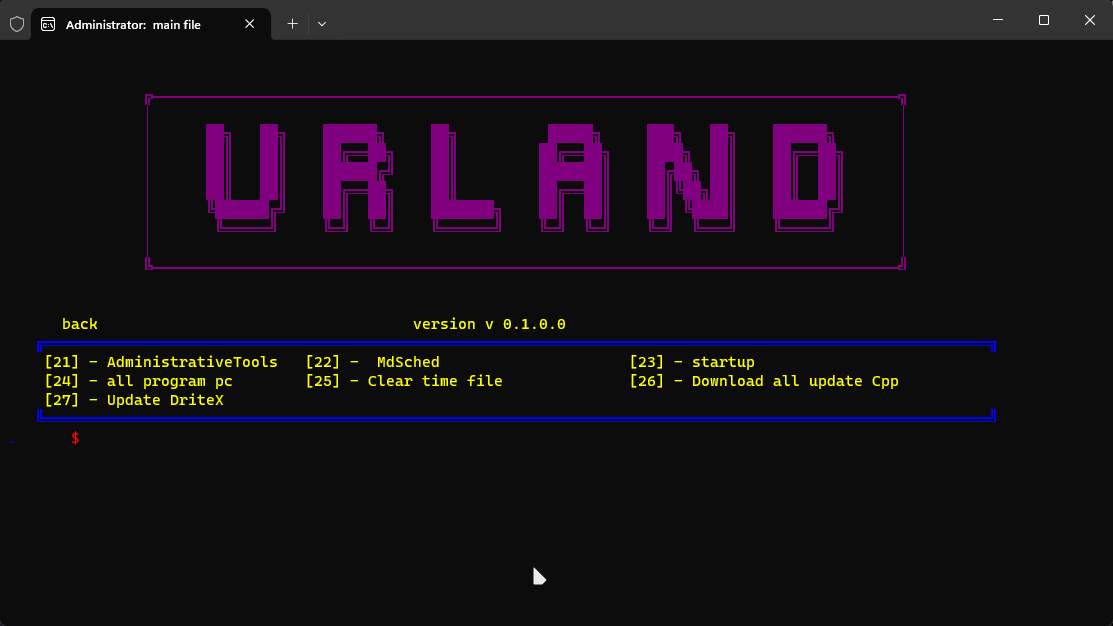 Administrator: main file
URLAND
back version v 0.1.0.0
[21] - AdministrativeTools [22] - MdSched [23] - startup
[24] - all program pc [25] - Clear time file [26] - Download all update Cpp
[27] - Update DriteX
. $